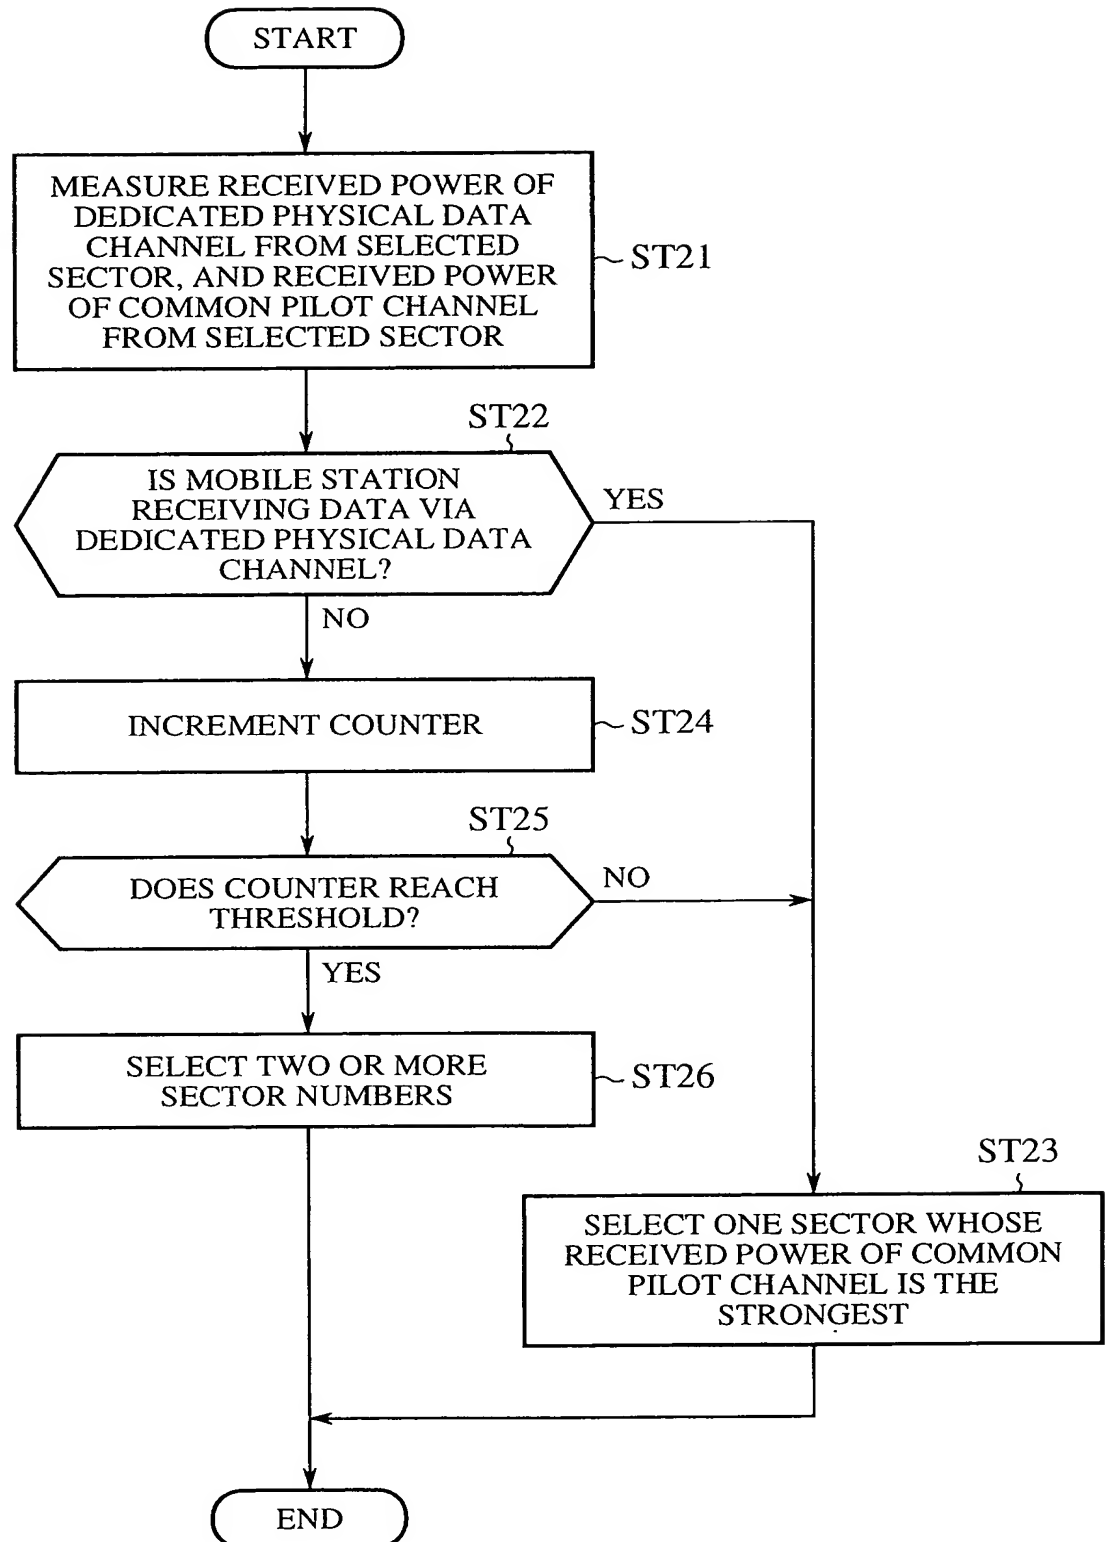 START
MEASURE RECEIVED POWER OF
DEDICATED PHYSICAL DATA
CHANNEL FROM SELECTED
SECTOR, AND RECEIVED POWER
OF COMMON PILOT CHANNEL
FROM SELECTED SECTOR
ST21
ST22
IS MOBILE STATION
RECEIVING DATA VIA
DEDICATED PHYSICAL DATA
CHANNEL?
YES
NO
INCREMENT COUNTER
ST24
ST25
DOES COUNTER REACH
THRESHOLD?
NO
YES
SELECT TWO OR MORE
SECTOR NUMBERS
ST26
ST23
SELECT ONE SECTOR WHOSE
RECEIVED POWER OF COMMON
PILOT CHANNEL IS THE
STRONGEST
END